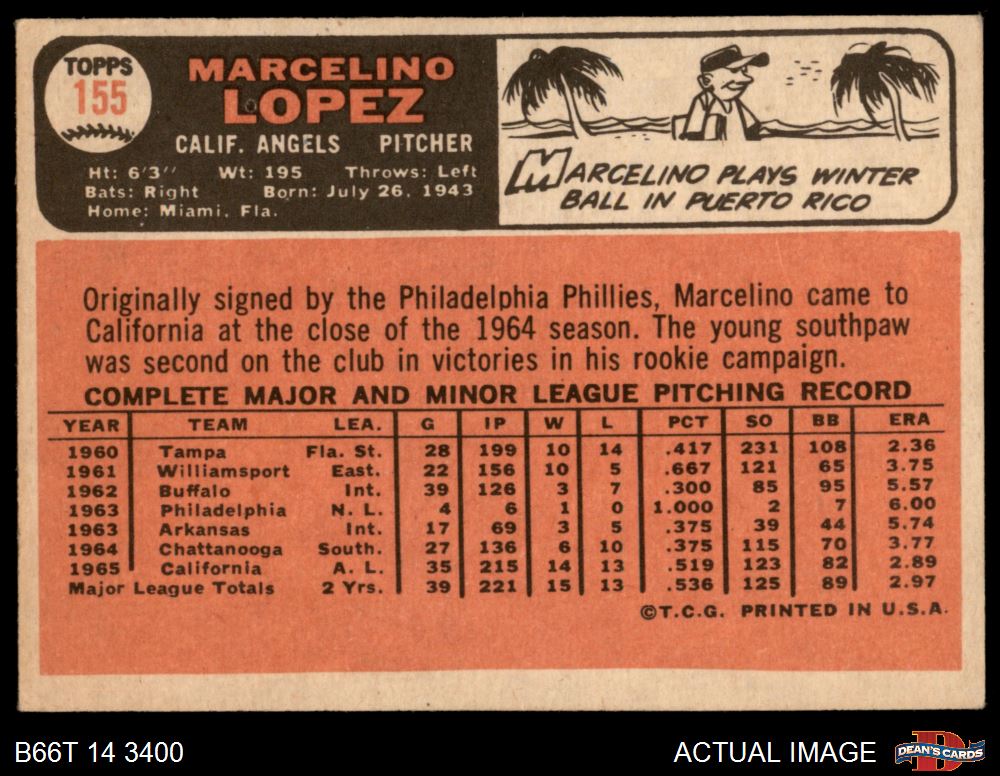 TOPPS
155
MARCELINO
LOPEZ
CALIF. ANGELS PITCHER
Ht: 6'3" Wt: 195 Throws: Left
Bats: Right Born: July 26, 1943
Home: Miami, Fla.
MARCELINO PLAYS WINTER
BALL IN PUERTO RICO
Originally signed by the Philadelphia Phillies, Marcelino came to
California at the close of the 1964 season. The young southpaw
was second on the club in victories in his rookie campaign.
COMPLETE MAJOR AND MINOR LEAGUE PITCHING RECORD
YEAR TEAM LEA. G IP W L PCT SO BB ERA
1960 Tampa Fla. St. 28 199 10 14 .417 231 108 2.36
1961 Williamsport East. 22 156 10 5 .667 121 65 3.75
1962 Buffalo Int. 39 126 3 7 .300 85 95 5.57
1963 Philadelphia N. L. 4 6 1 0 1.000 2 7 6.00
1963 Arkansas Int. 17 69 3 5 .375 39 44 5.74
1964 Chattanooga South. 27 136 6 10 .375 115 70 3.77
1965 California A. L. 35 215 14 13 .519 123 82 2.89
Major League Totals 2 Yrs. 39 221 15 13 .536 125 89 2.97
©T.C.G. PRINTED IN U.S.A.
B66T 14 3400 ACTUAL IMAGE
DEAN'S CARDS